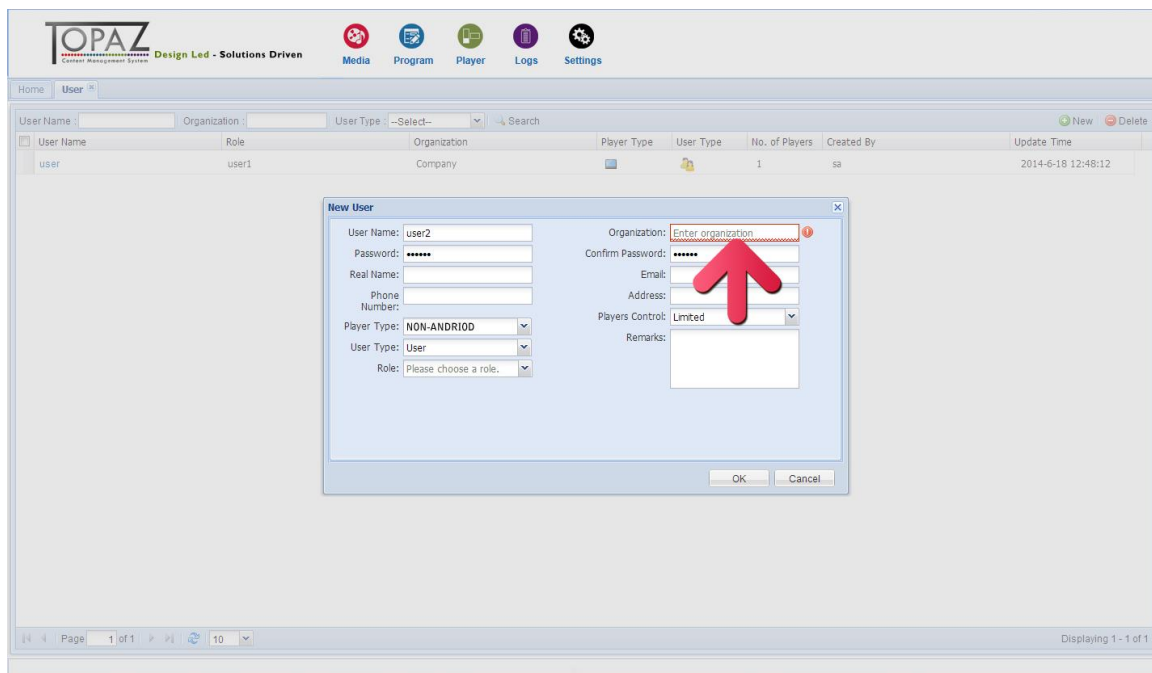 TOPAZ
Content Management System
Design Led - Solutions Driven
Media Program Player Logs Settings
Home User
User Name : Organization : User Type : --Select-- Search New Delete
User Name Role Organization Player Type User Type No. of Players Created By Update Time
user user1 Company 1 sa 2014-6-18 12:48:12
New User
User Name: user2 Organization: Enter organization
Password: •••••• Confirm Password: ••••••
Real Name: Email:
Phone Number: Address:
Player Type: NON-ANDRIOD Players Control: Limited
User Type: User Remarks:
Role: Please choose a role.
OK Cancel
Page 1 of 1 10 Displaying 1 - 1 of 1